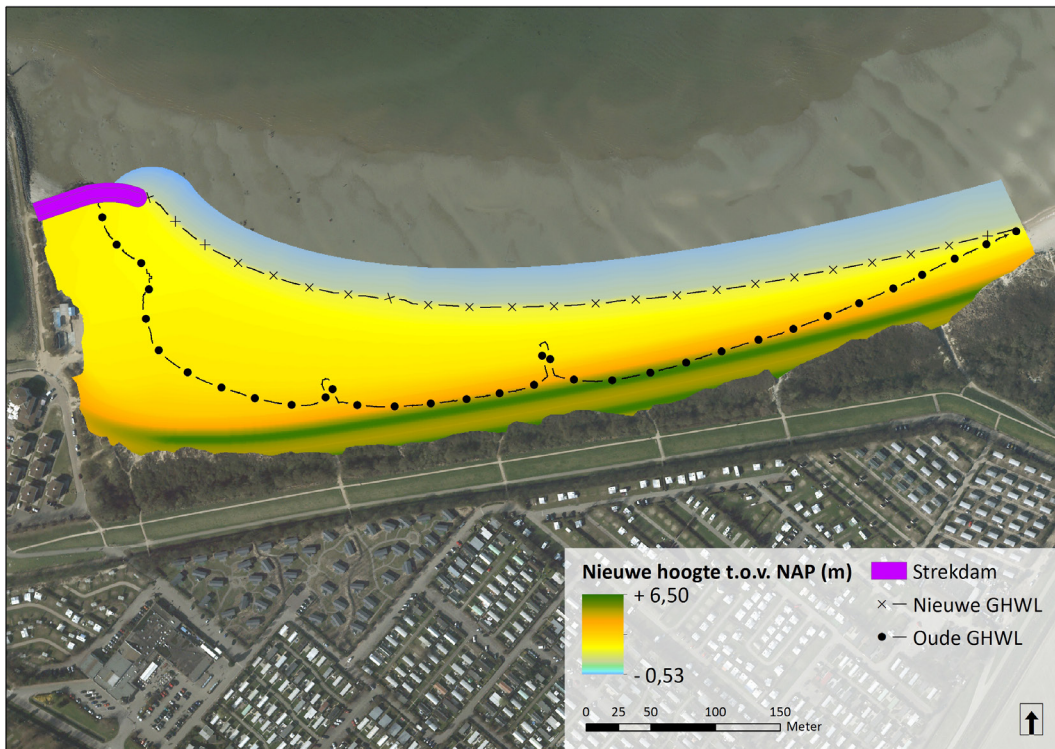 Nieuwe hoogte t.o.v. NAP (m)
+ 6,50
- 0,53
Strekdam
Nieuwe GHWL
Oude GHWL
0 25 50 100 150
Meter